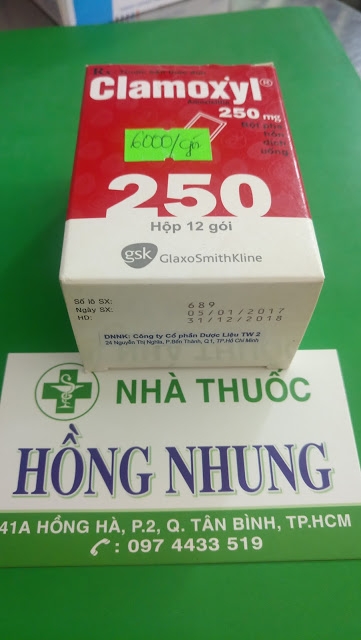 Clamoxyl®
250 mg
Bột pha
uống
6000/gói
250
Hộp 12 gói
gsk GlaxoSmithKline
Số lô SX: 689
Ngày SX: 05/01/2017
HD: 31/12/2018
DNNK: Công ty Cổ phần Dược Liệu TW 2
24 Nguyễn Thị Nghĩa, P.Bến Thành, Q.1, TP.Hồ Chí Minh
NHÀ THUỐC
HỒNG NHUNG
41A HỒNG HÀ, P.2, Q. TÂN BÌNH, TP.HCM
: 097 4433 519